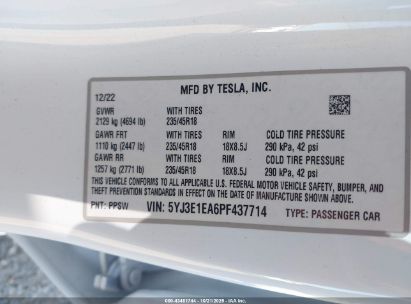 MFD BY TESLA, INC.
12/22
GVWR WITH TIRES
2129 kg (4694 lb) 235/45R18
GAWR FRT WITH TIRES RIM COLD TIRE PRESSURE
1110 kg (2447 lb) 235/45R18 18X8.5J 290 kPa, 42 psi
GAWR RR WITH TIRES RIM COLD TIRE PRESSURE
1257 kg (2771 lb) 235/45R18 18X8.5J 290 kPa, 42 psi
THIS VEHICLE CONFORMS TO ALL APPLICABLE U.S. FEDERAL MOTOR VEHICLE SAFETY, BUMPER, AND
THEFT PREVENTION STANDARDS IN EFFECT ON THE DATE OF MANUFACTURE SHOWN ABOVE.
PNT: PPSW VIN: 5YJ3E1EA6PF437714 TYPE: PASSENGER CAR